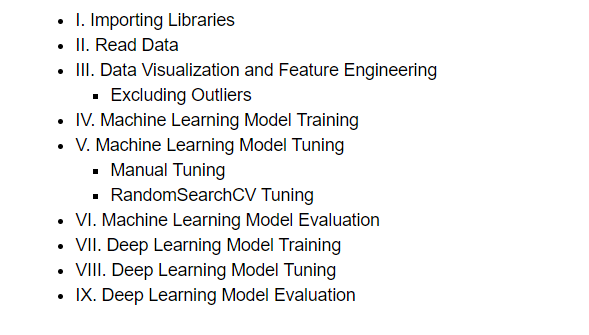 I. Importing Libraries
II. Read Data
III. Data Visualization and Feature Engineering
Excluding Outliers
IV. Machine Learning Model Training
V. Machine Learning Model Tuning
Manual Tuning
RandomSearchCV Tuning
VI. Machine Learning Model Evaluation
VII. Deep Learning Model Training
VIII. Deep Learning Model Tuning
IX. Deep Learning Model Evaluation